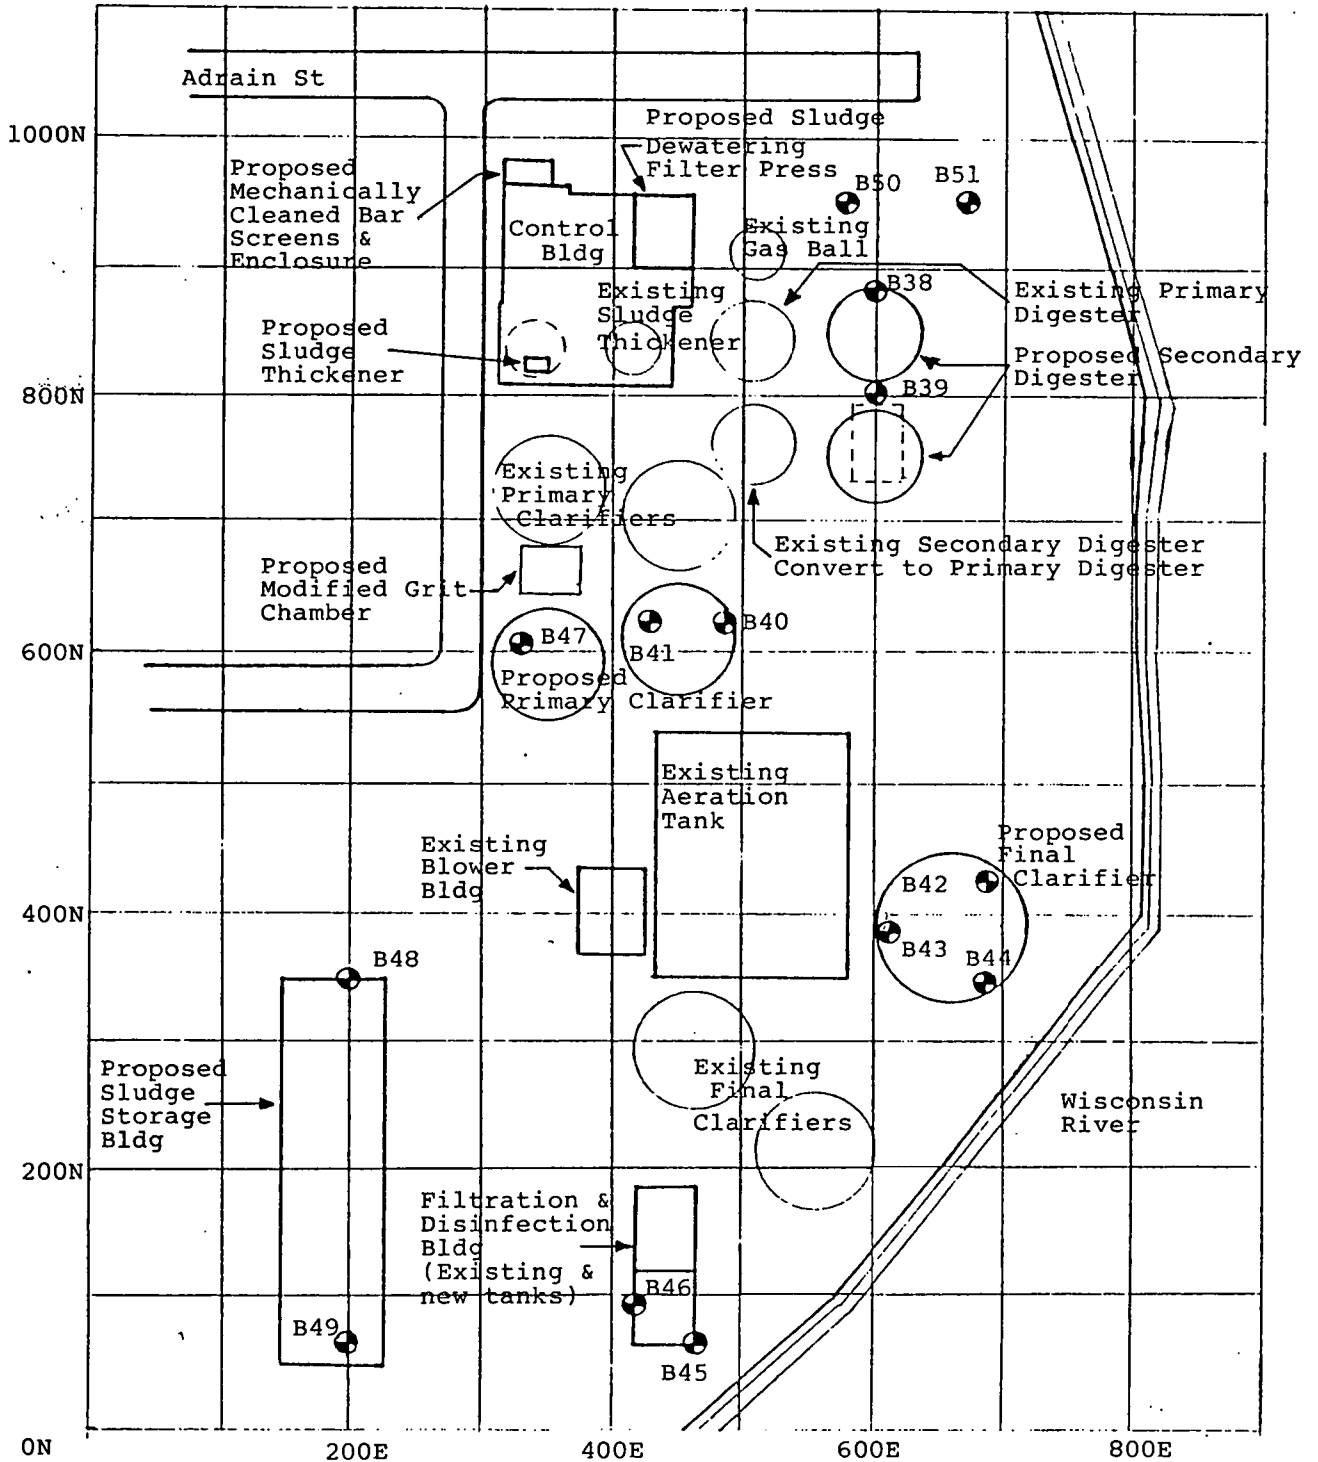 Adrain St
Proposed Sludge
Dewatering
Filter Press
1000N
Proposed
Mechanically
Cleaned Bar
Screens &
Enclosure
B50
B51
Control
Bldg
Existing
Gas Ball
B38
Existing
Sludge
Thickener
Existing Primary
Digester
Proposed
Sludge
Thickener
Proposed Secondary
Digester
800N
B39
Existing
Primary
Clarifiers
Existing Secondary Digester
Convert to Primary Digester
Proposed
Modified Grit
Chamber
B47
B41
B40
600N
Proposed
Primary Clarifier
Existing
Aeration
Tank
Existing
Blower
Bldg
Proposed
Final
Clarifier
B42
400N
B43
B44
B48
Proposed
Sludge
Storage
Bldg
Existing
Final
Clarifiers
Wisconsin
River
200N
Filtration &
Disinfection
Bldg
(Existing &
new tanks)
B46
B49
B45
0N
200E
400E
600E
800E